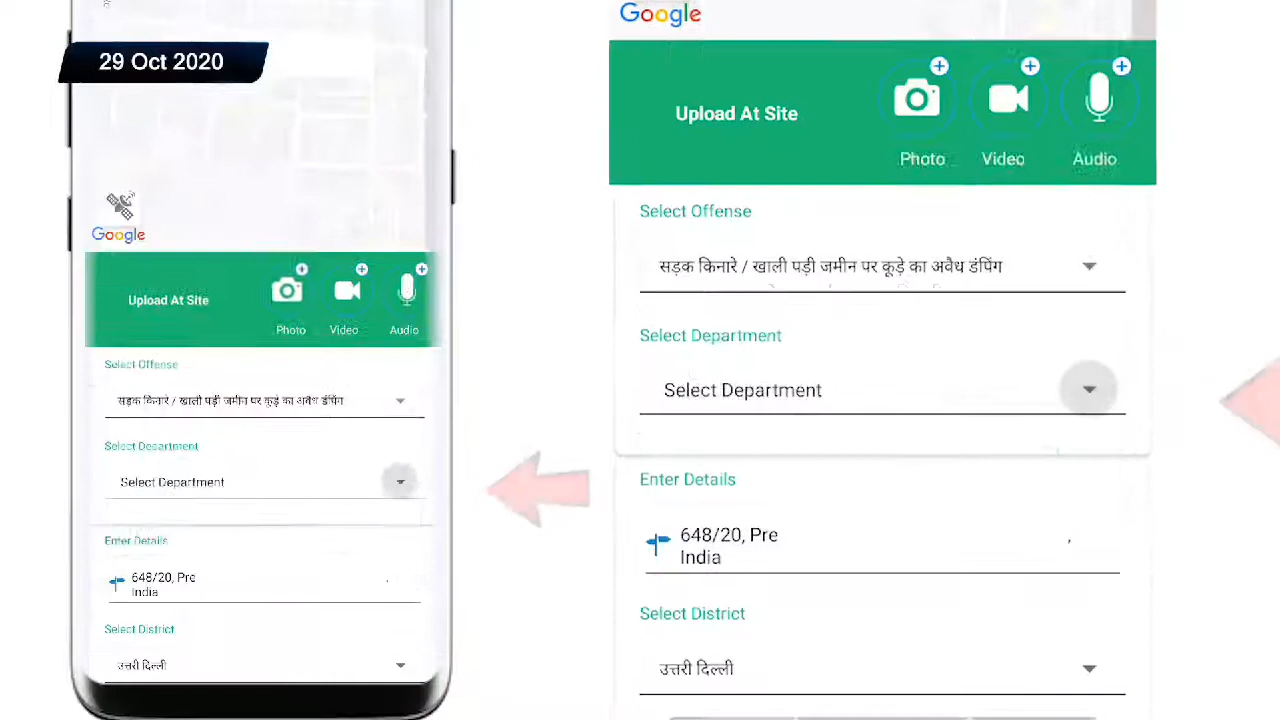 29 Oct 2020
Google
Upload At Site
Photo
Video
Audio
Select Offense
सड़क किनारे / खाली पड़ी जमीन पर कूड़े का अवैध डंपिंग
Select Department
Select Department
Enter Details
648/20, Pre
India
Select District
उत्तरी दिल्ली
Google
Upload At Site
Photo
Video
Audio
Select Offense
सड़क किनारे / खाली पड़ी जमीन पर कूड़े का अवैध डंपिंग
Select Department
Select Department
Enter Details
648/20, Pre ,
India
Select District
उत्तरी दिल्ली